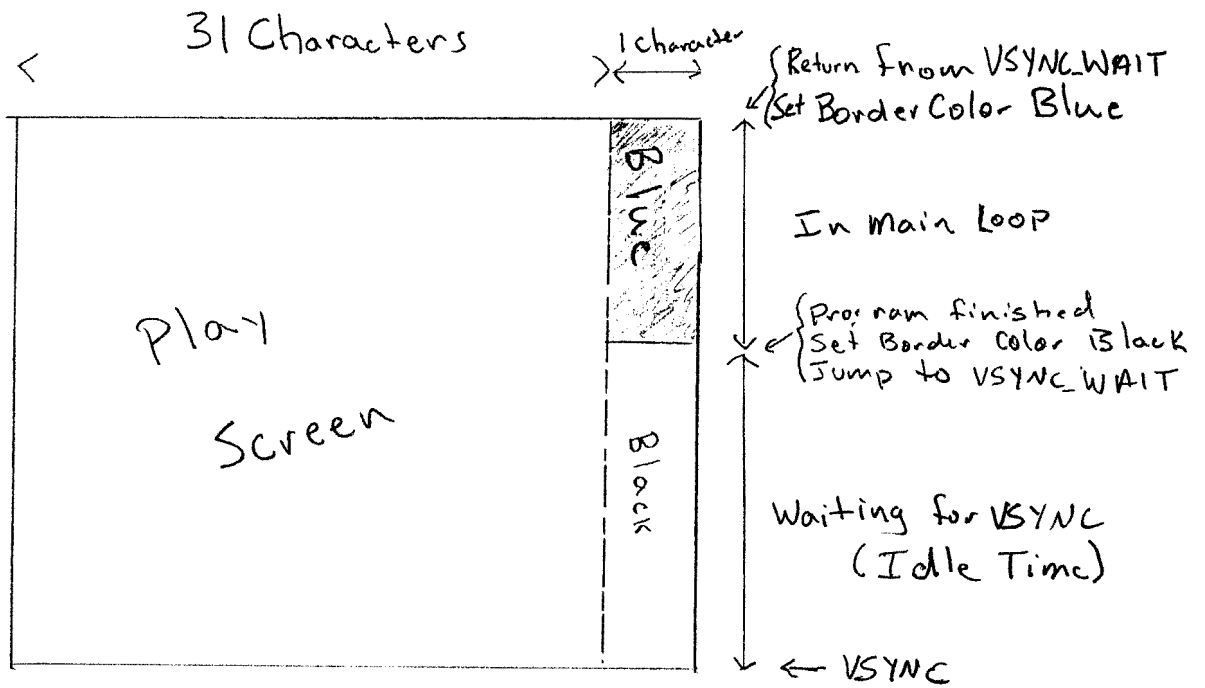 31 Characters
1 Character
Return from VSYNC_WAIT
Set Border Color Blue
Blue
In main Loop
Play
Screen
Program finished
Set Border Color Black
Jump to VSYNC_WAIT
Black
Waiting for VSYNC
(Idle Time)
VSYNC